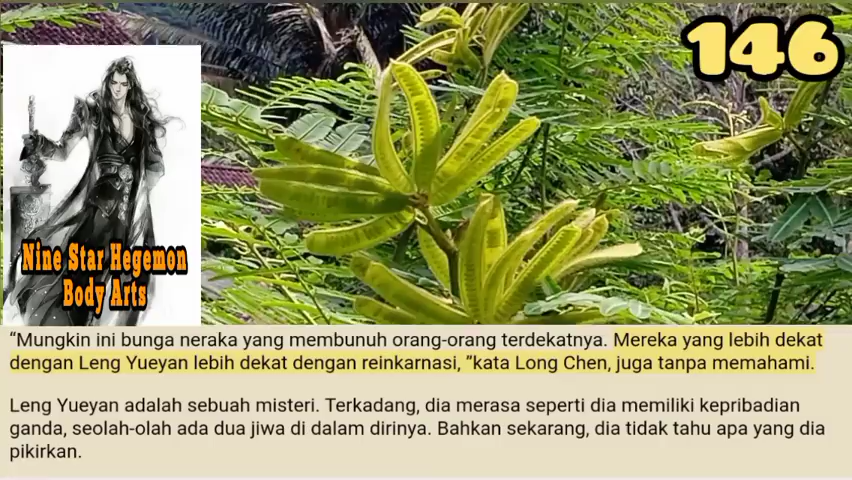 146
Nine Star Hegemon
Body Arts
“Mungkin ini bunga neraka yang membunuh orang-orang terdekatnya. Mereka yang lebih dekat
dengan Leng Yueyan lebih dekat dengan reinkarnasi, ”kata Long Chen, juga tanpa memahami.
Leng Yueyan adalah sebuah misteri. Terkadang, dia merasa seperti dia memiliki kepribadian
ganda, seolah-olah ada dua jiwa di dalam dirinya. Bahkan sekarang, dia tidak tahu apa yang dia
pikirkan.